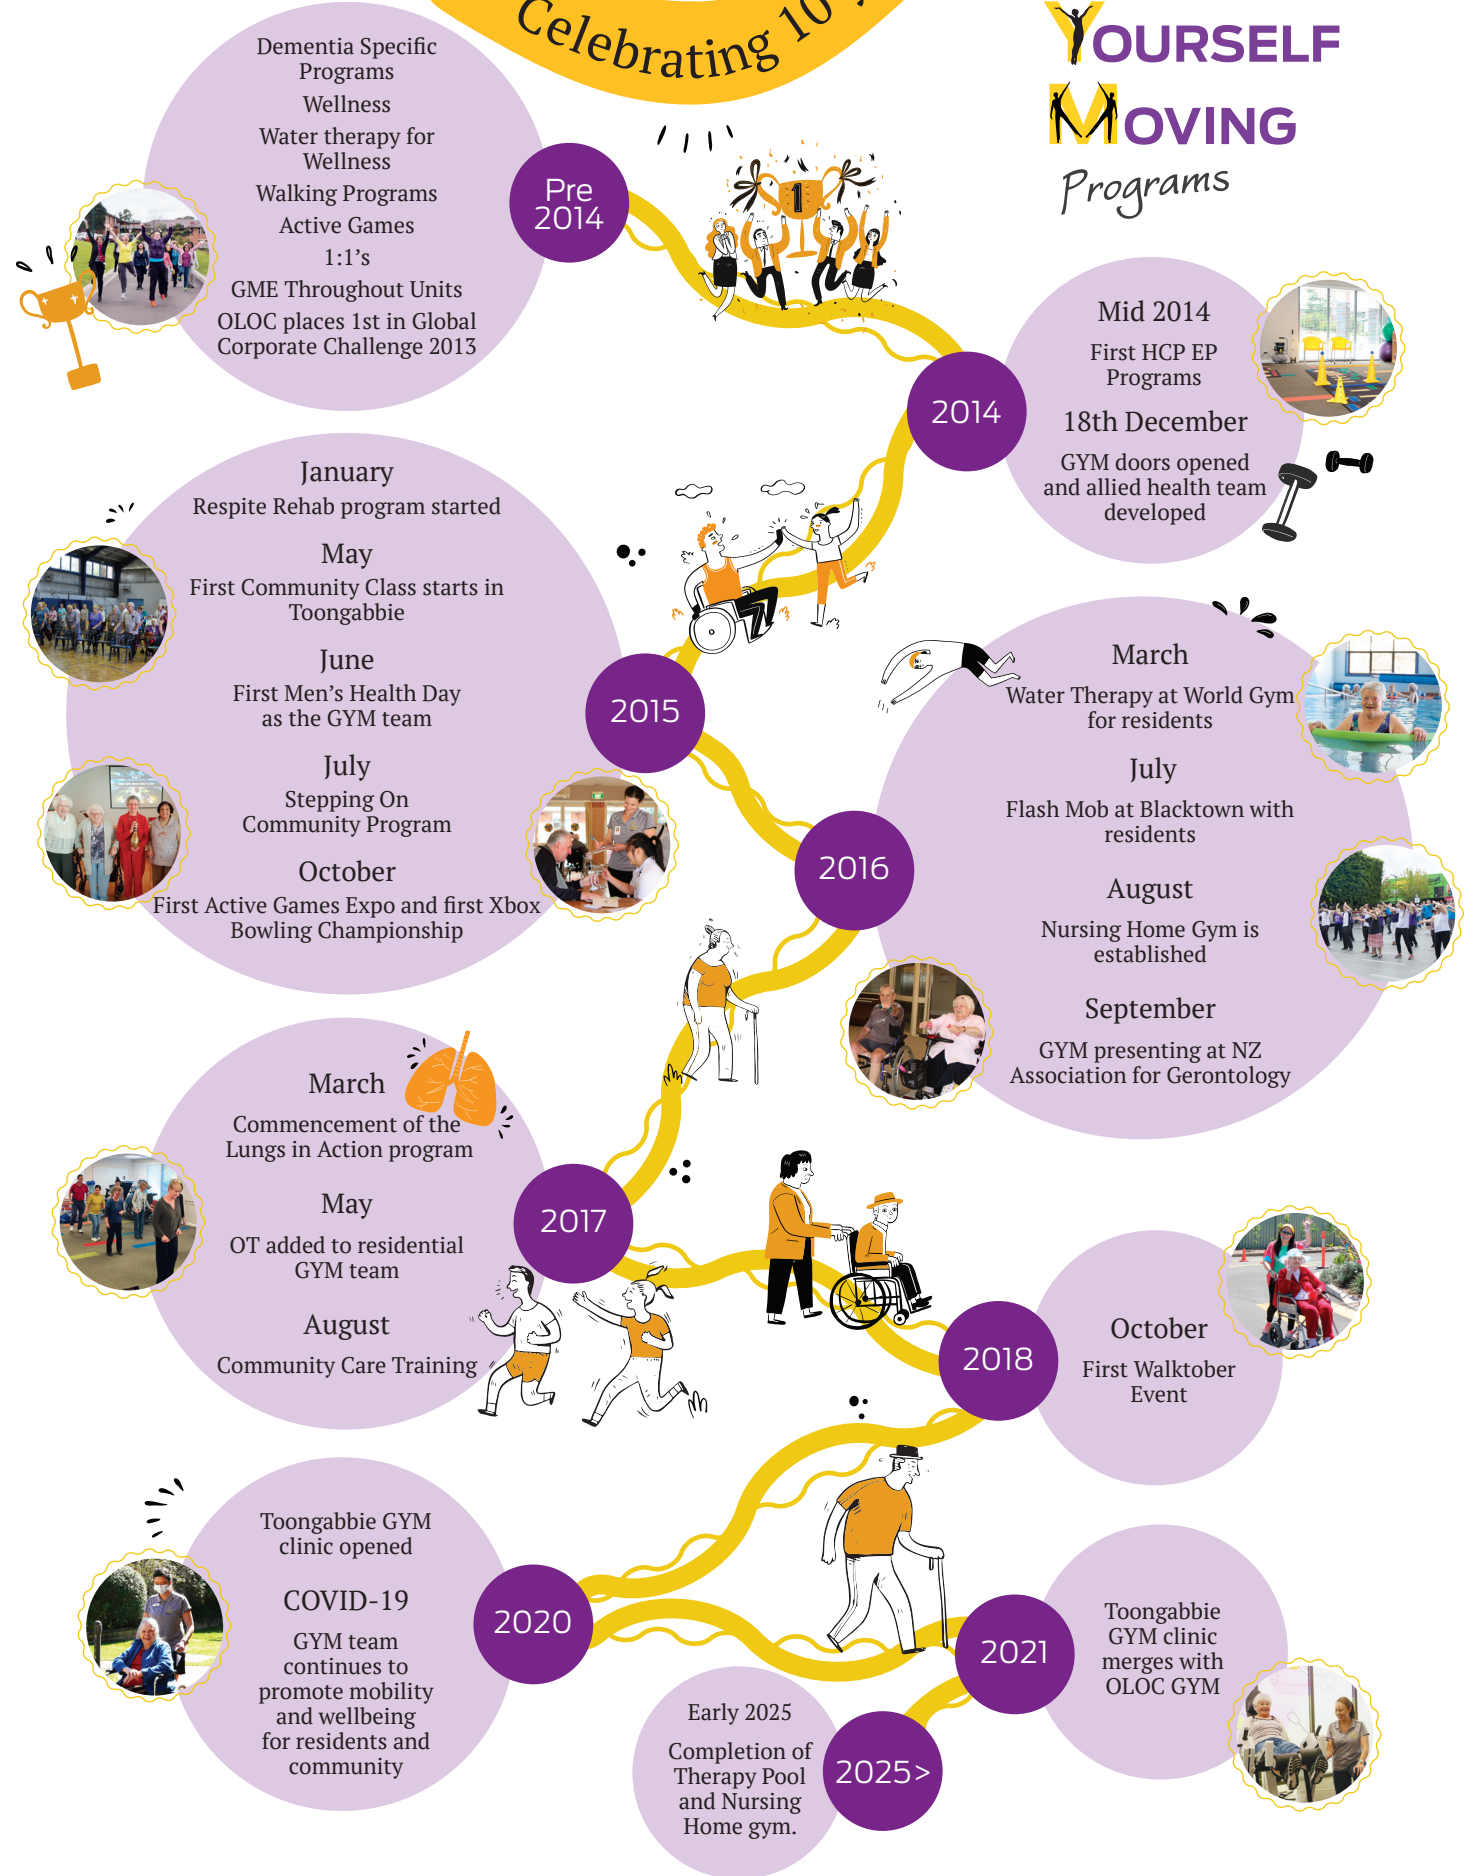 Celebrating 10
YOURSELF
MOVING
Programs
Dementia Specific
Programs
Wellness
Water therapy for
Wellness
Walking Programs
Active Games
1:1’s
GME Throughout Units
OLOC places 1st in Global
Corporate Challenge 2013
Pre
2014
1
2014
Mid 2014
First HCP EP
Programs
18th December
GYM doors opened
and allied health team
developed
January
Respite Rehab program started
May
First Community Class starts in
Toongabbie
June
First Men’s Health Day
as the GYM team
July
Stepping On
Community Program
October
First Active Games Expo and first Xbox
Bowling Championship
2015
2016
March
Water Therapy at World Gym
for residents
July
Flash Mob at Blacktown with
residents
August
Nursing Home Gym is
established
September
GYM presenting at NZ
Association for Gerontology
March
Commencement of the
Lungs in Action program
May
OT added to residential
GYM team
August
Community Care Training
2017
2018
October
First Walktober
Event
Toongabbie GYM
clinic opened
COVID-19
GYM team
continues to
promote mobility
and wellbeing
for residents and
community
2020
2021
Toongabbie
GYM clinic
merges with
OLOC GYM
Early 2025
Completion of
Therapy Pool
and Nursing
Home gym.
2025>